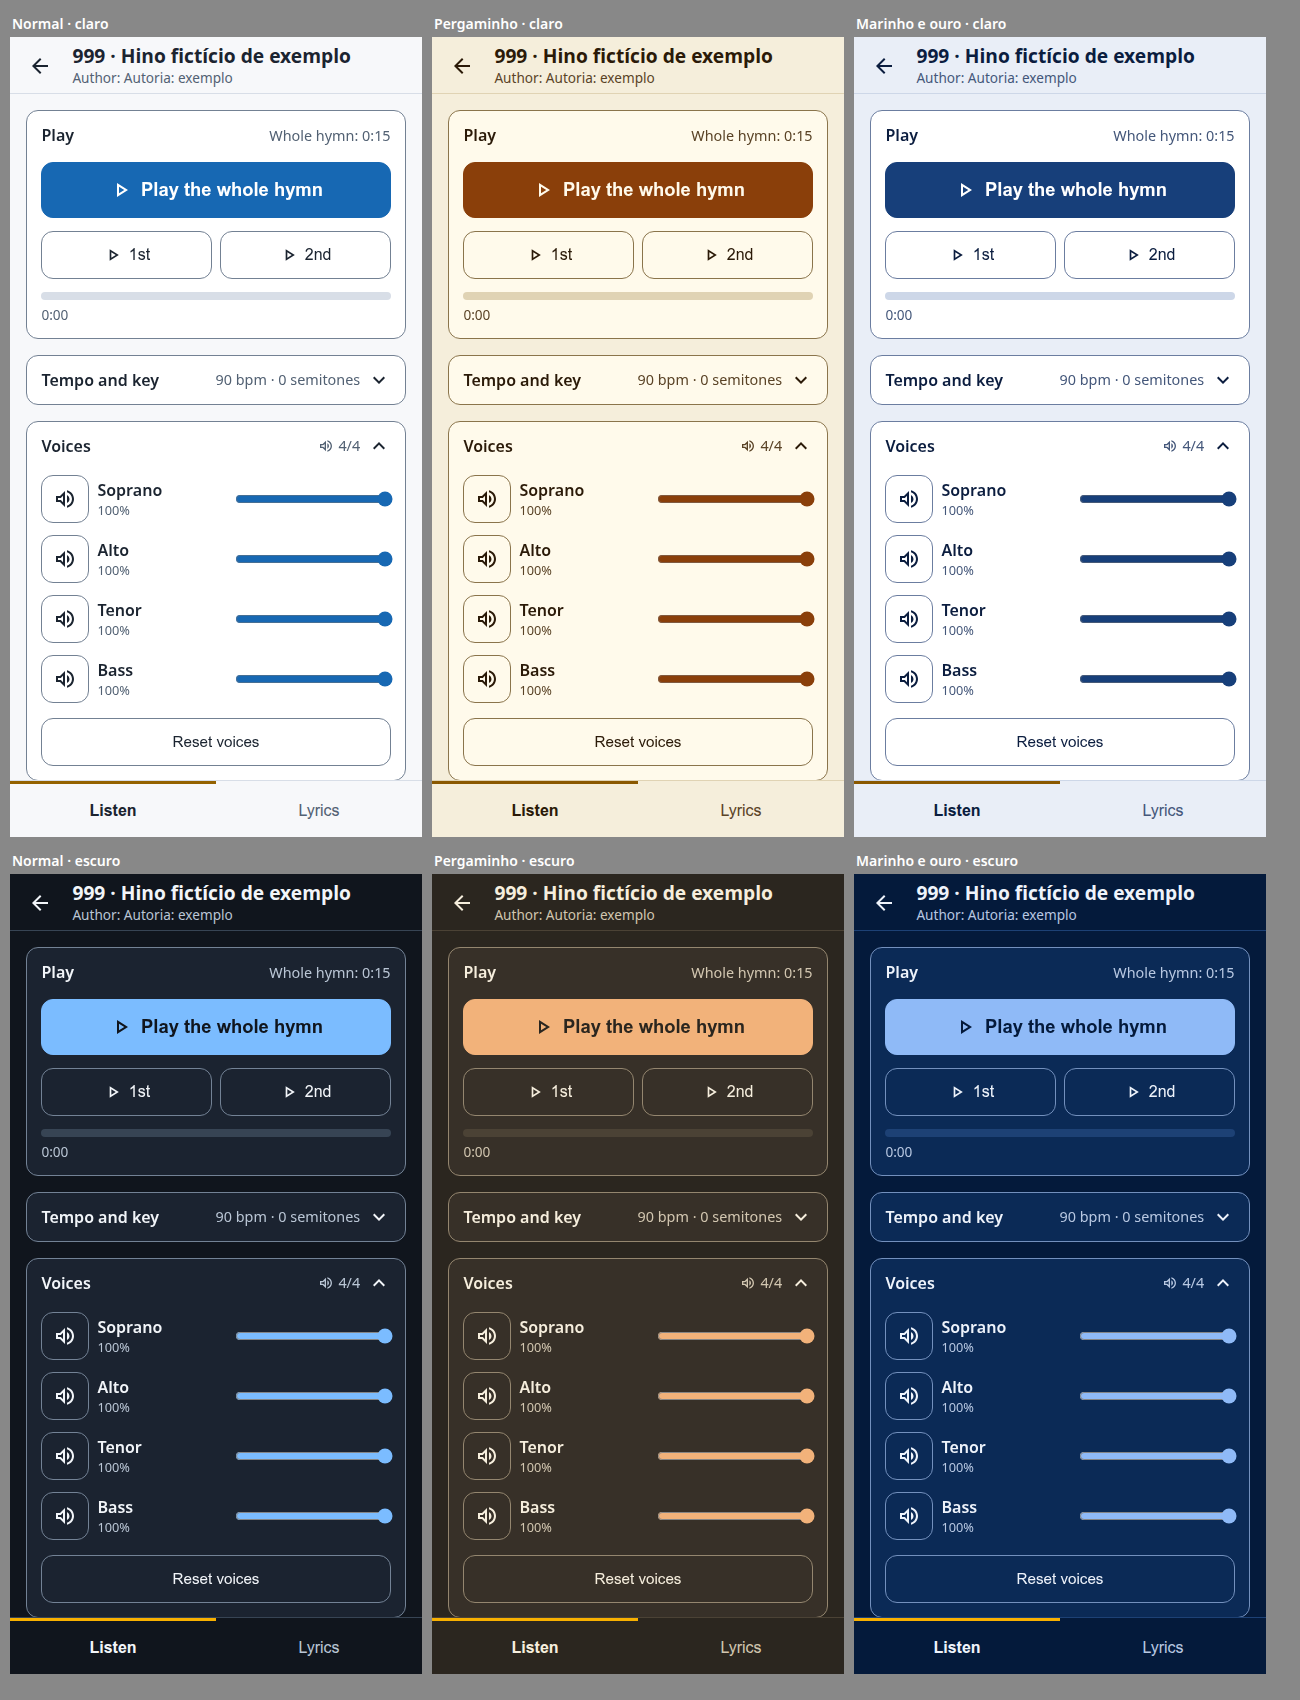 Normal · claro
999 · Hino fictício de exemplo
Author: Autoria: exemplo
Play
Whole hymn: 0:15
Play the whole hymn
1st
2nd
0:00
Tempo and key
90 bpm · 0 semitones
Voices
4/4
Soprano
100%
Alto
100%
Tenor
100%
Bass
100%
Reset voices
Listen
Lyrics
Pergaminho · claro
999 · Hino fictício de exemplo
Author: Autoria: exemplo
Play
Whole hymn: 0:15
Play the whole hymn
1st
2nd
0:00
Tempo and key
90 bpm · 0 semitones
Voices
4/4
Soprano
100%
Alto
100%
Tenor
100%
Bass
100%
Reset voices
Listen
Lyrics
Marinho e ouro · claro
999 · Hino fictício de exemplo
Author: Autoria: exemplo
Play
Whole hymn: 0:15
Play the whole hymn
1st
2nd
0:00
Tempo and key
90 bpm · 0 semitones
Voices
4/4
Soprano
100%
Alto
100%
Tenor
100%
Bass
100%
Reset voices
Listen
Lyrics
Normal · escuro
999 · Hino fictício de exemplo
Author: Autoria: exemplo
Play
Whole hymn: 0:15
Play the whole hymn
1st
2nd
0:00
Tempo and key
90 bpm · 0 semitones
Voices
4/4
Soprano
100%
Alto
100%
Tenor
100%
Bass
100%
Reset voices
Listen
Lyrics
Pergaminho · escuro
999 · Hino fictício de exemplo
Author: Autoria: exemplo
Play
Whole hymn: 0:15
Play the whole hymn
1st
2nd
0:00
Tempo and key
90 bpm · 0 semitones
Voices
4/4
Soprano
100%
Alto
100%
Tenor
100%
Bass
100%
Reset voices
Listen
Lyrics
Marinho e ouro · escuro
999 · Hino fictício de exemplo
Author: Autoria: exemplo
Play
Whole hymn: 0:15
Play the whole hymn
1st
2nd
0:00
Tempo and key
90 bpm · 0 semitones
Voices
4/4
Soprano
100%
Alto
100%
Tenor
100%
Bass
100%
Reset voices
Listen
Lyrics